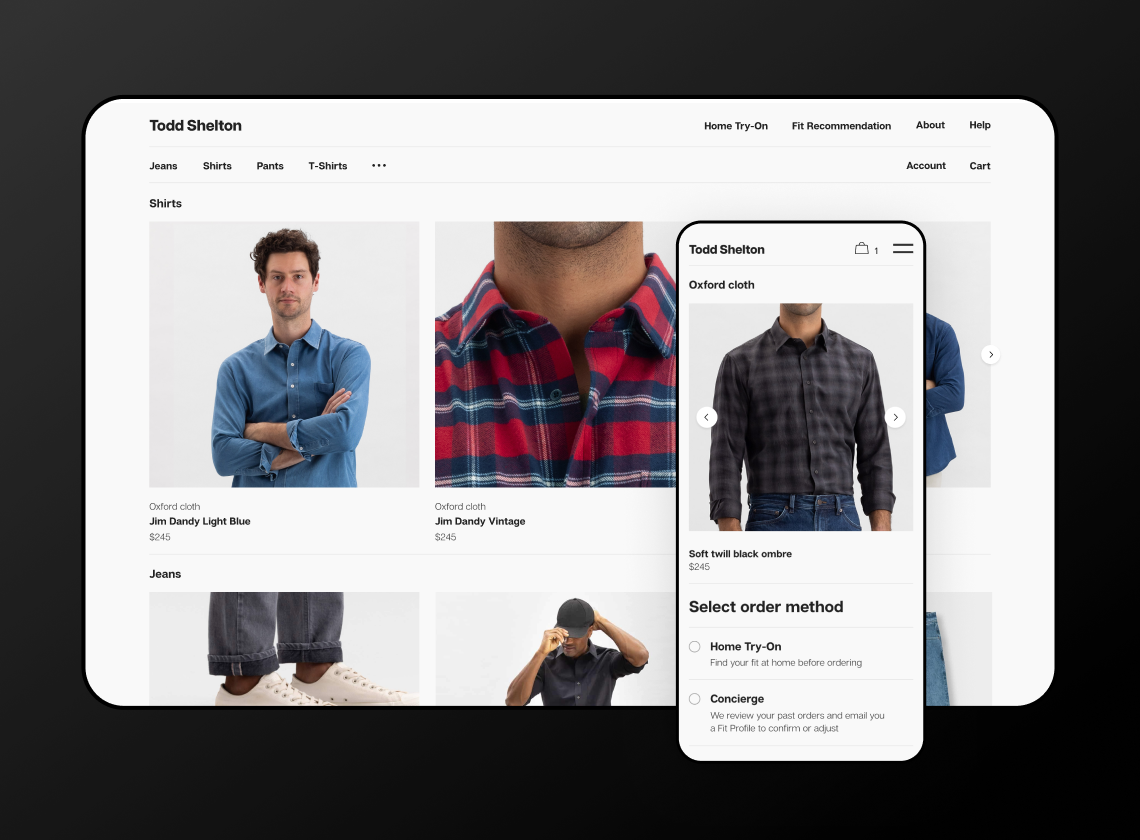 Todd Shelton
Home Try-On
Fit Recommendation
About
Help
Jeans
Shirts
Pants
T-Shirts
•••
Account
Cart
Shirts
Oxford cloth
Jim Dandy Light Blue
$245
Oxford cloth
Jim Dandy Vintage
$245
Jeans
Todd Shelton
1
Oxford cloth
Soft twill black ombre
$245
Select order method
Home Try-On
Find your fit at home before ordering
Concierge
We review your past orders and email you
a Fit Profile to confirm or adjust